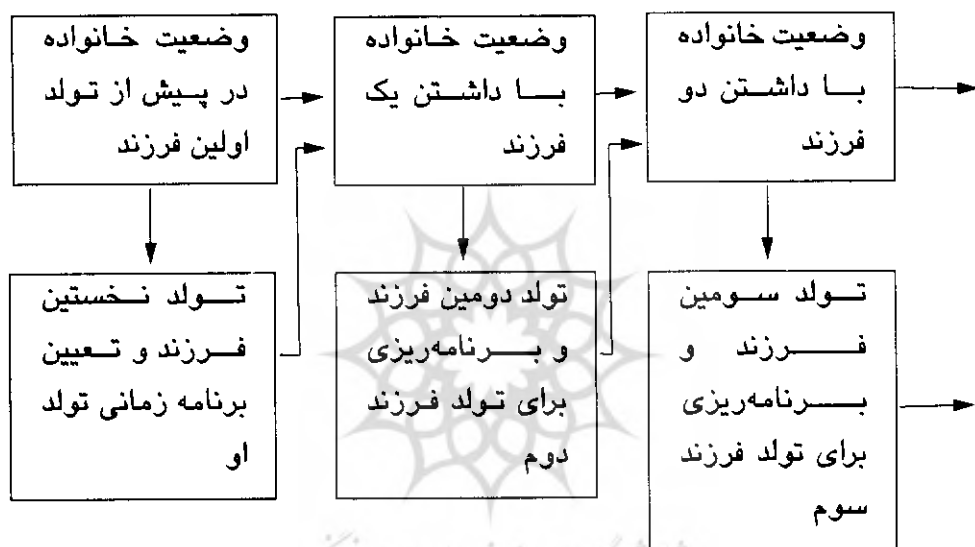 وضعیت خانواده
در پیش از تولد
اولین فرزند
وضعیت خانواده
با داشتن یک
فرزند
وضعیت خانواده
با داشتن دو
فرزند
تولد نخستین
فرزند و تعیین
برنامه زمانی تولد
او
تولد دومین فرزند
و برنامه‌ریزی
برای تولد فرزند
دوم
تولد سومین
فرزند و
برنامه‌ریزی
برای تولد فرزند
سوم